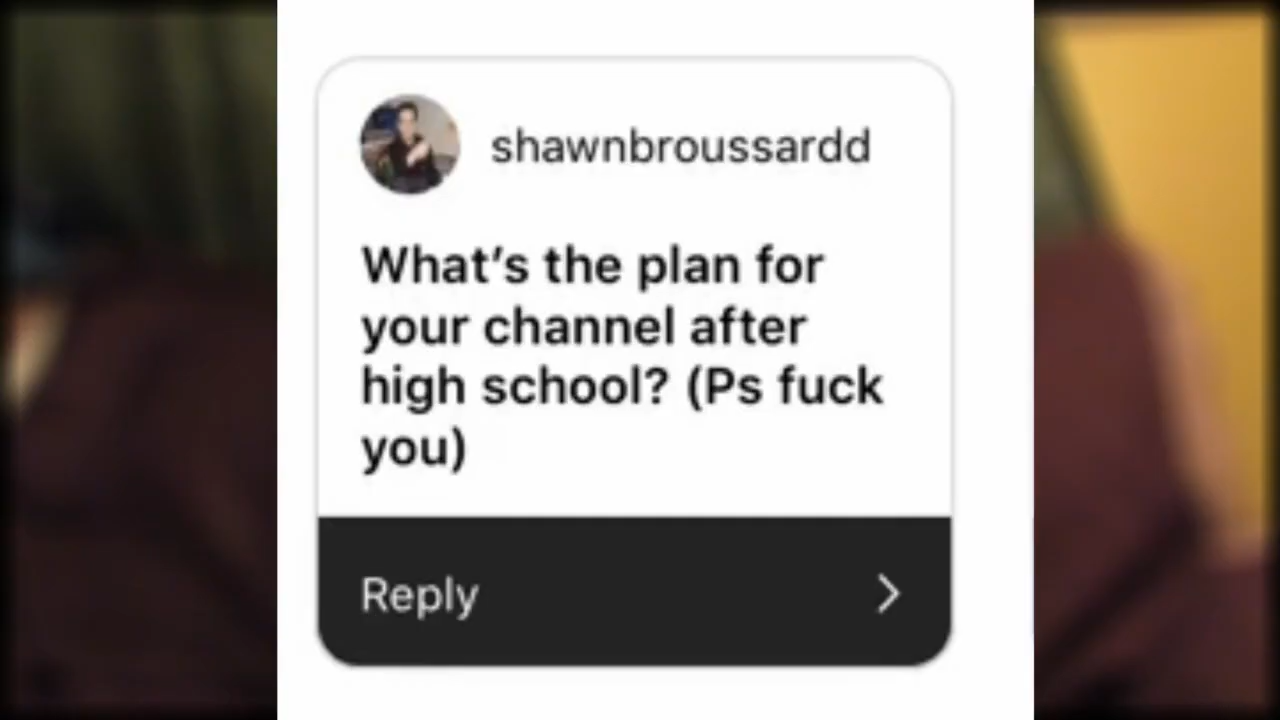 shawnbroussardd
What's the plan for
your channel after
high school? (Ps fuck
you)
Reply